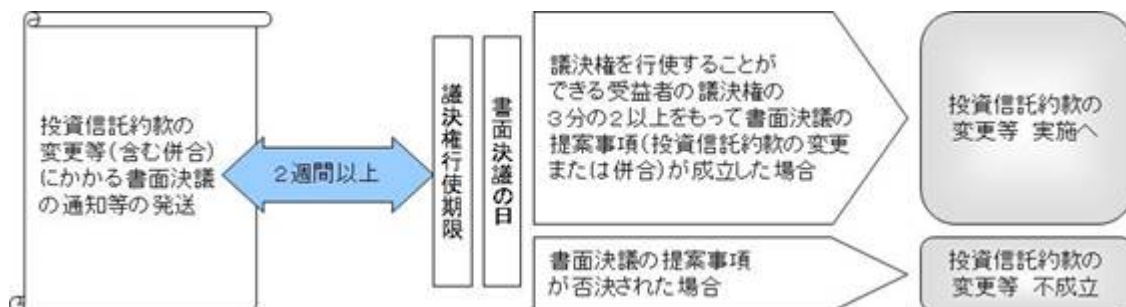 投資信託約款の
変更等(含む併合)
にかかる書面決議
の通知等の発送
2週間以上
議決権行使期限
書面決議の日
議決権を行使することが
できる受益者の議決権の
3分の2以上をもって書面決議の
提案事項(投資信託約款の変更
または併合)が成立した場合
投資信託約款の
変更等 実施へ
書面決議の提案事項
が否決された場合
投資信託約款の
変更等 不成立